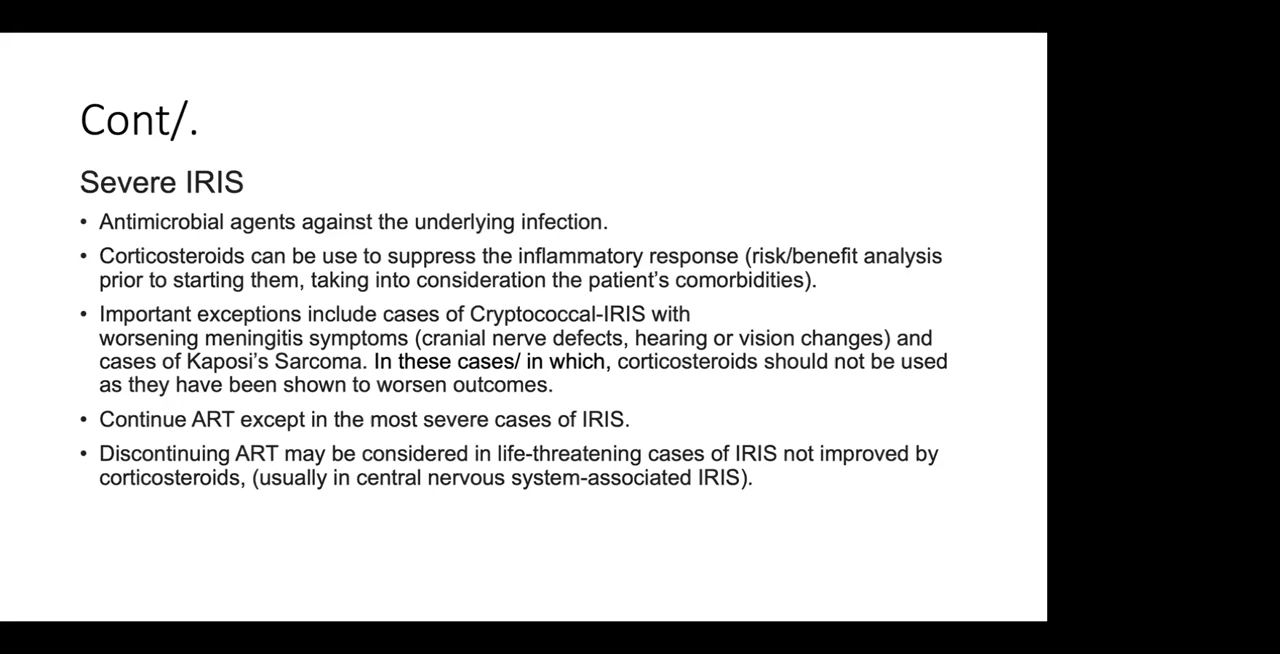 Cont/.
Severe IRIS
• Antimicrobial agents against the underlying infection.
• Corticosteroids can be use to suppress the inflammatory response (risk/benefit analysis
prior to starting them, taking into consideration the patient’s comorbidities).
• Important exceptions include cases of Cryptococcal-IRIS with
worsening meningitis symptoms (cranial nerve defects, hearing or vision changes) and
cases of Kaposi’s Sarcoma. In these cases/ in which, corticosteroids should not be used
as they have been shown to worsen outcomes.
• Continue ART except in the most severe cases of IRIS.
• Discontinuing ART may be considered in life-threatening cases of IRIS not improved by
corticosteroids, (usually in central nervous system-associated IRIS).